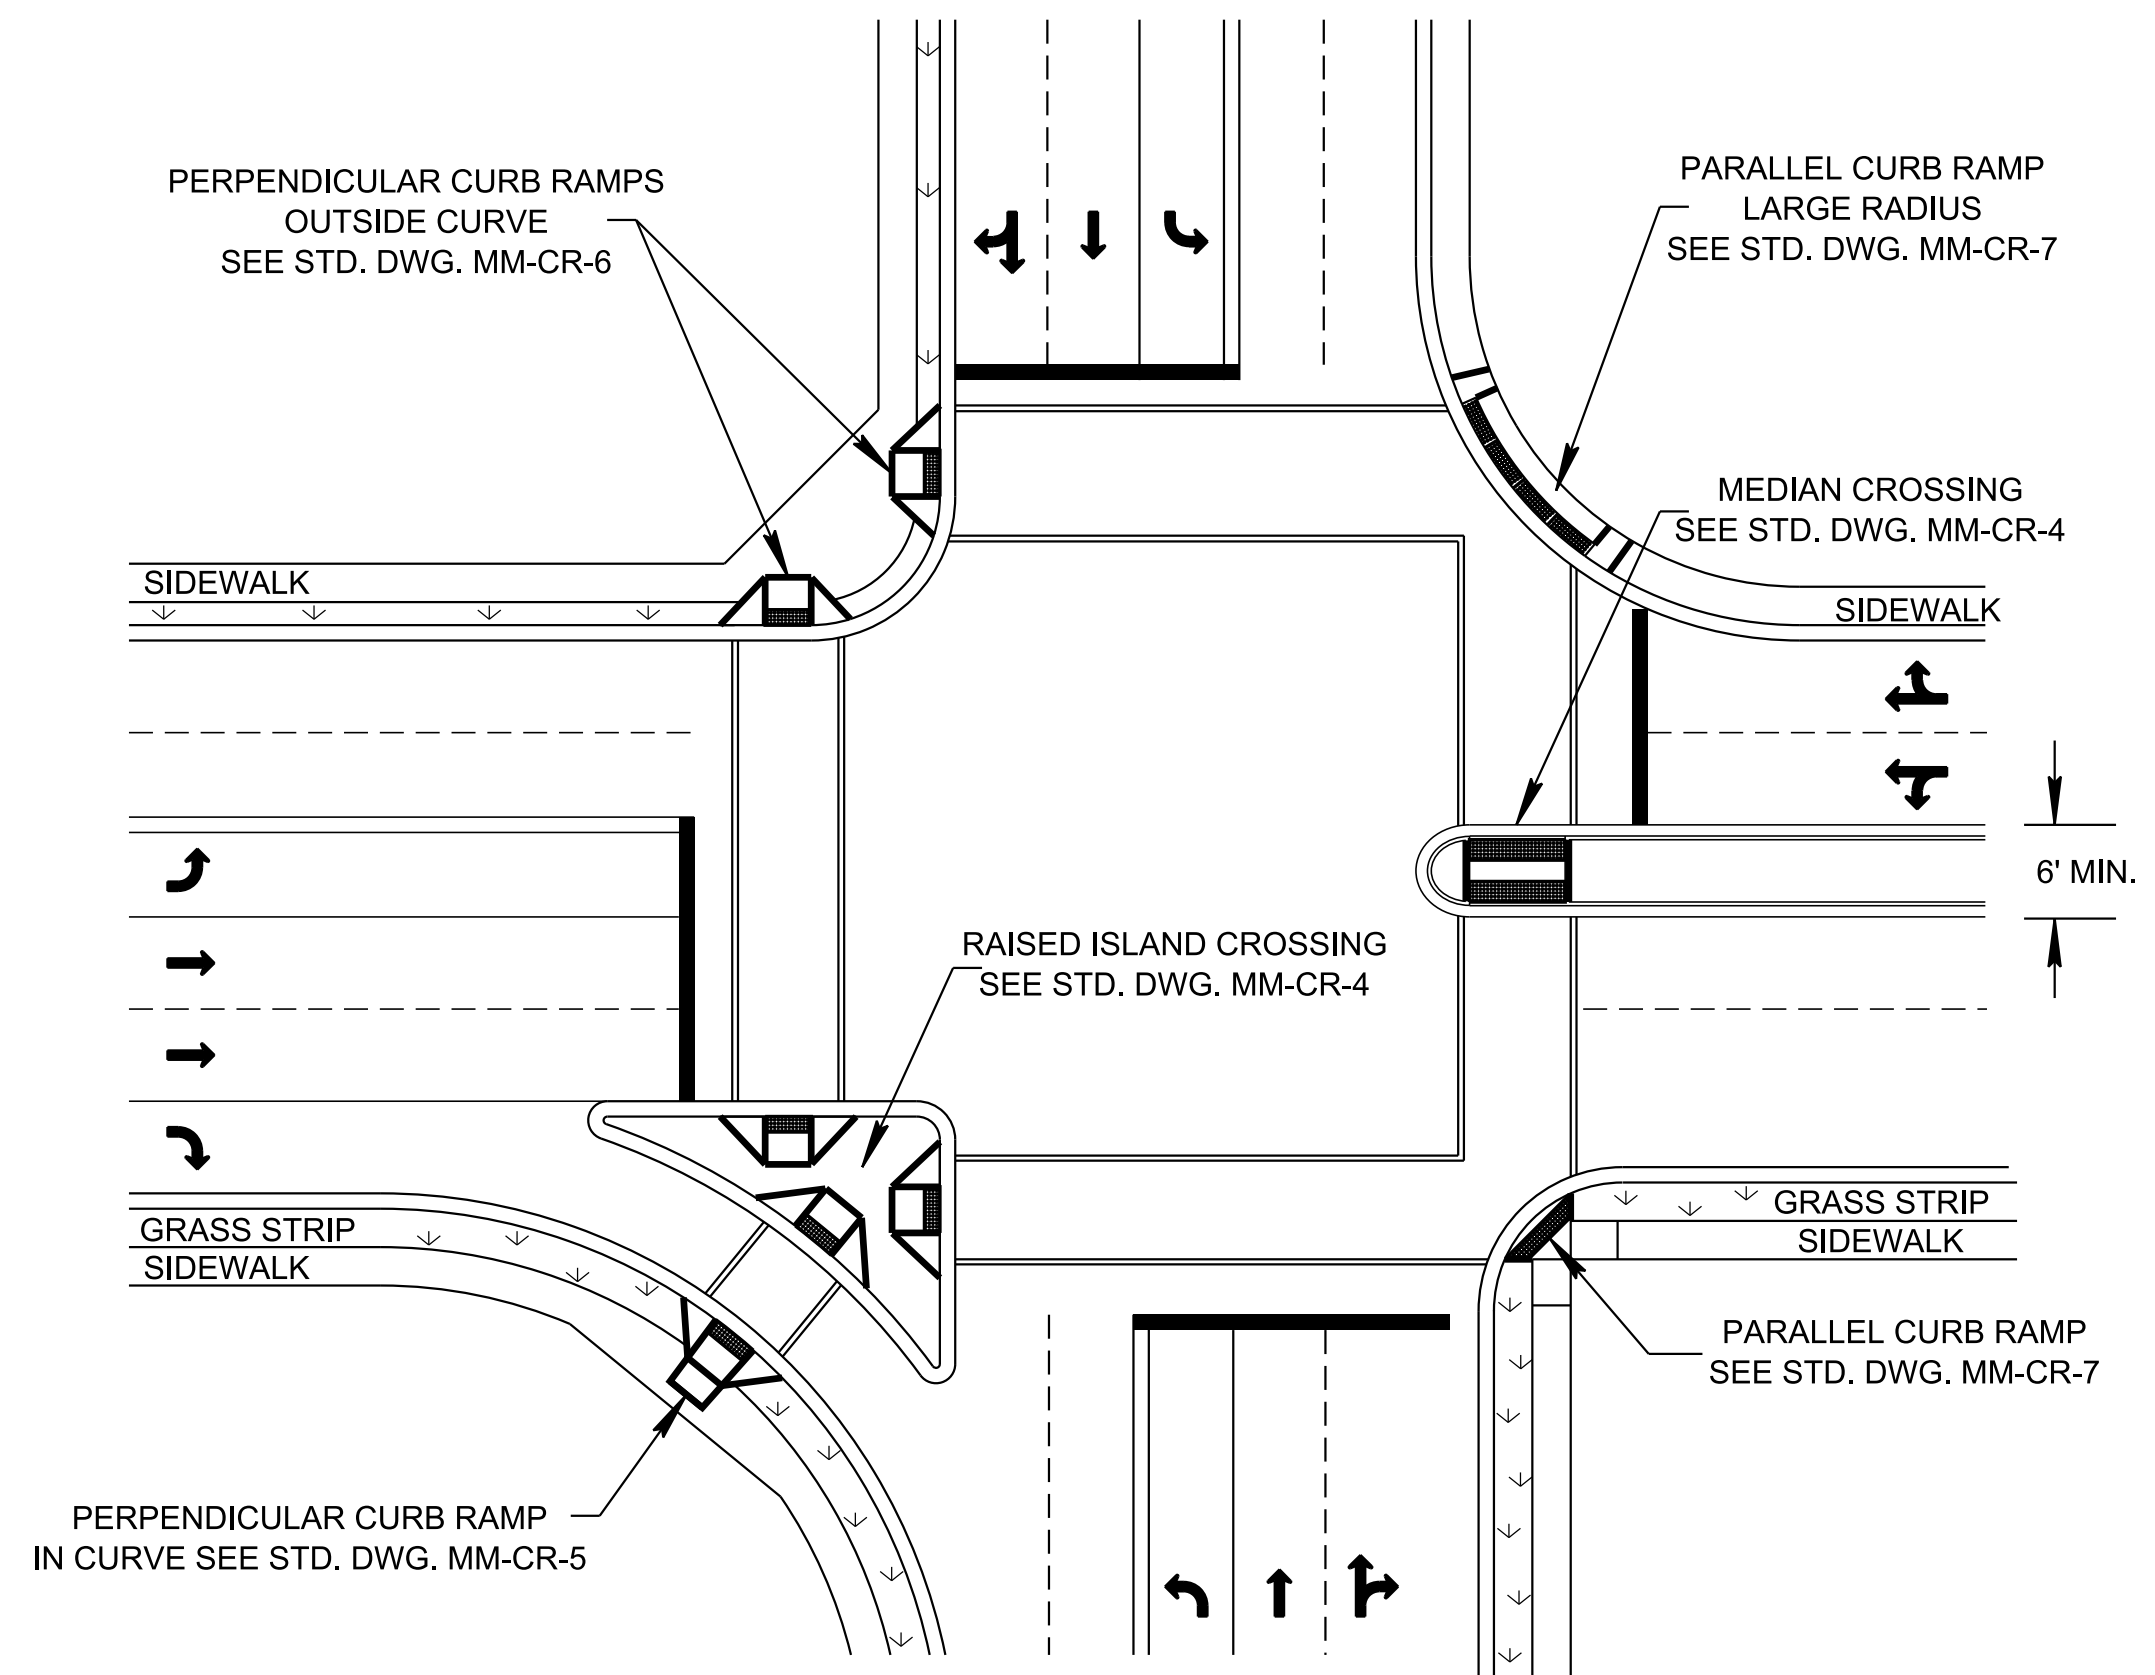 PERPENDICULAR CURB RAMPS
OUTSIDE CURVE
SEE STD. DWG. MM-CR-6
PARALLEL CURB RAMP
LARGE RADIUS
SEE STD. DWG. MM-CR-7
MEDIAN CROSSING
SEE STD. DWG. MM-CR-4
SIDEWALK
SIDEWALK
6' MIN.
RAISED ISLAND CROSSING
SEE STD. DWG. MM-CR-4
GRASS STRIP
SIDEWALK
GRASS STRIP
SIDEWALK
PARALLEL CURB RAMP
SEE STD. DWG. MM-CR-7
PERPENDICULAR CURB RAMP
IN CURVE SEE STD. DWG. MM-CR-5